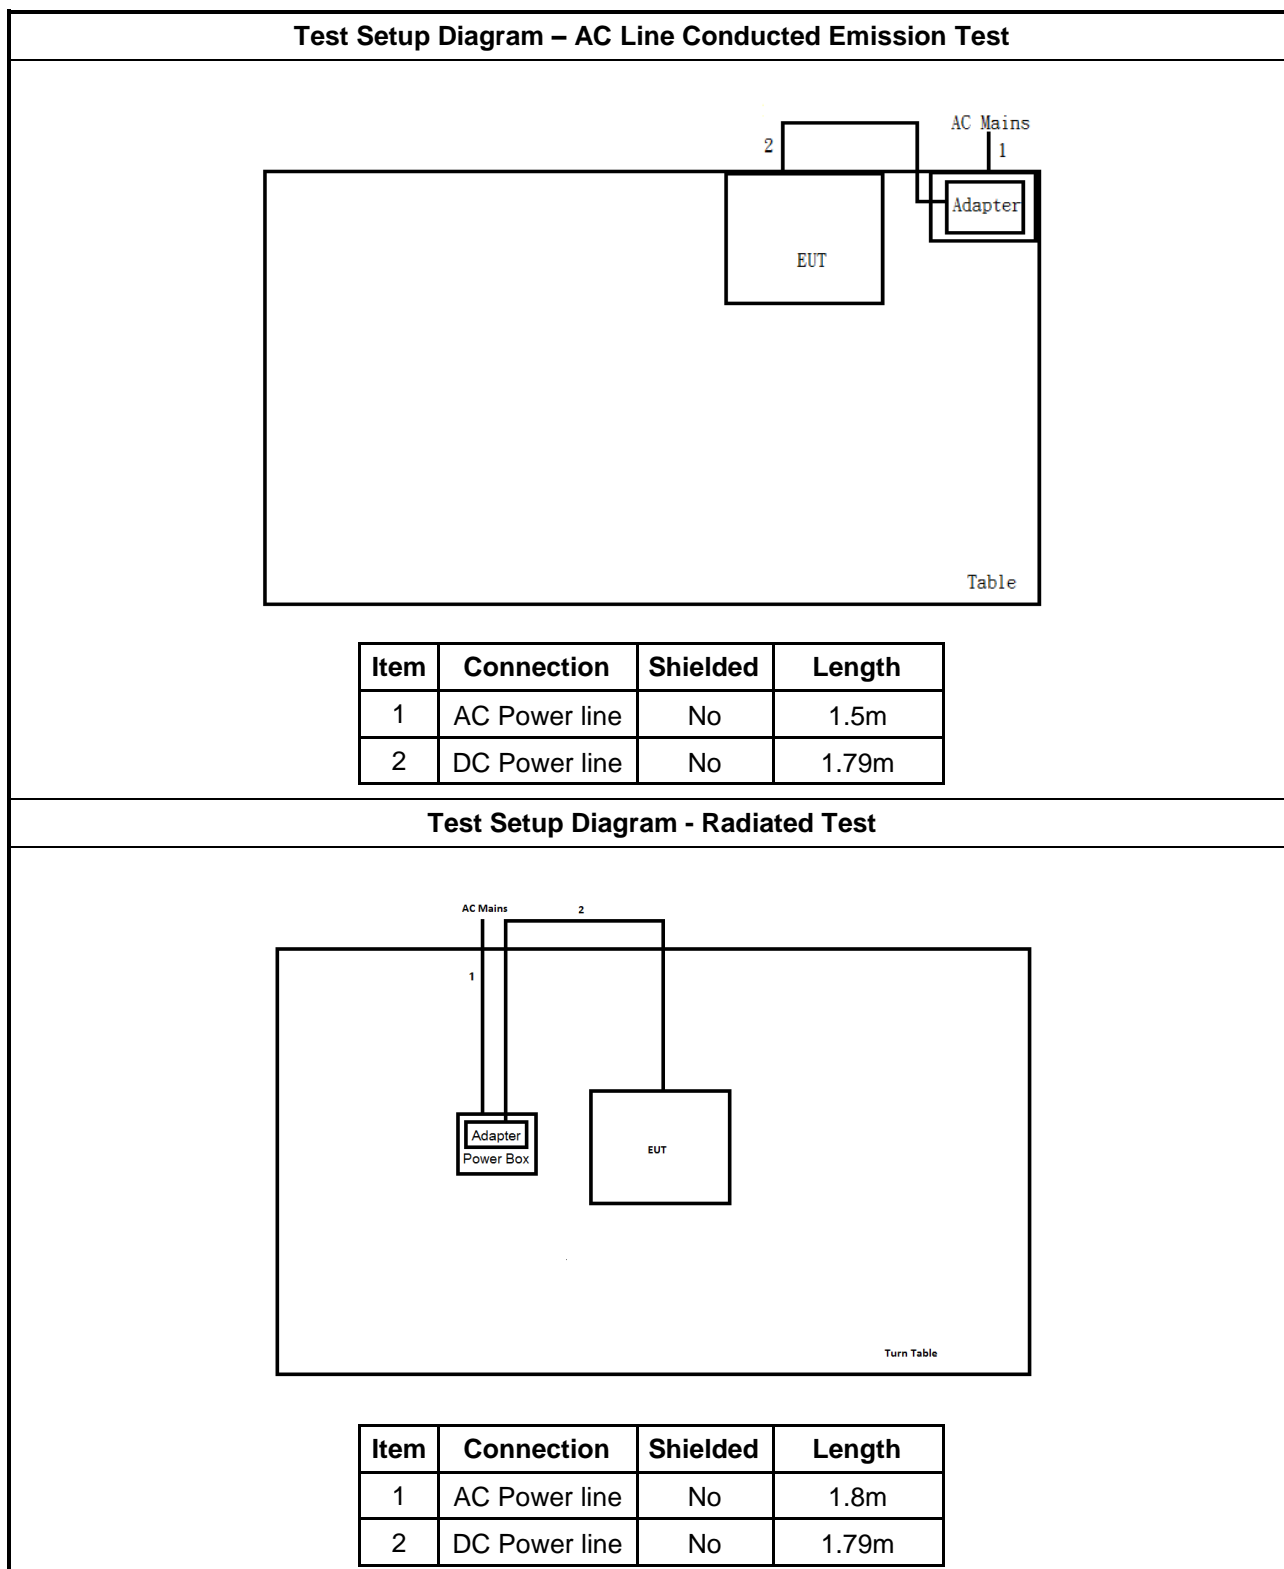 Test Setup Diagram – AC Line Conducted Emission Test
AC Mains
2
1
Adapter
EUT
Table
Item Connection Shielded Length
1 AC Power line No 1.5m
2 DC Power line No 1.79m
Test Setup Diagram - Radiated Test
AC Mains 2
1
Adapter
Power Box
EUT
Turn Table
Item Connection Shielded Length
1 AC Power line No 1.8m
2 DC Power line No 1.79m